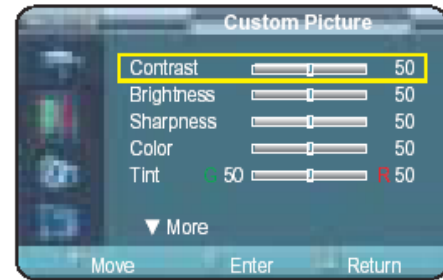 Custom Picture
Contrast 50
Brightness 50
Sharpness 50
Color 50
Tint G 50 R 50
▼ More
Move Enter Return